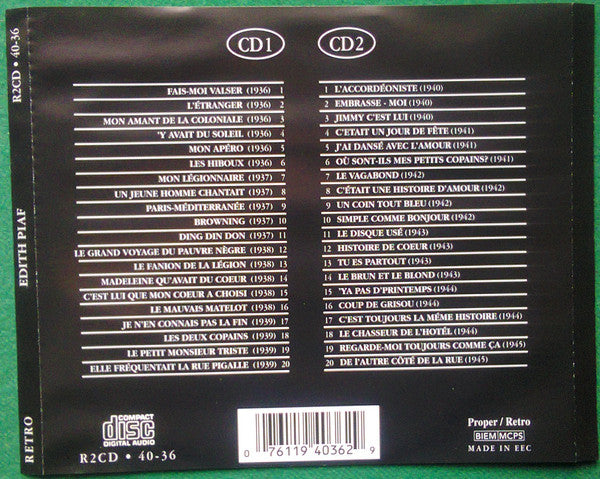 R2CD • 40-36
EDITH PIAF
RETRO
CD1
FAIS-MOI VALSER (1936) 1
L'ÉTRANGER (1936) 2
MON AMANT DE LA COLONIALE (1936) 3
'Y AVAIT DU SOLEIL (1936) 4
MON APÉRO (1936) 5
LES HIBOUX (1936) 6
MON LÉGIONNAIRE (1937) 7
UN JEUNE HOMME CHANTAIT (1937) 8
PARIS-MÉDITERRANÉE (1937) 9
BROWNING (1937) 10
DING DIN DON (1937) 11
LE GRAND VOYAGE DU PAUVRE NÈGRE (1938) 12
LE FANION DE LA LÉGION (1938) 13
MADELEINE QU'AVAIT DU COEUR (1938) 14
C'EST LUI QUE MON COEUR A CHOISI (1938) 15
LE MAUVAIS MATELOT (1938) 16
JE N'EN CONNAIS PAS LA FIN (1939) 17
LES DEUX COPAINS (1939) 18
LE PETIT MONSIEUR TRISTE (1939) 19
ELLE FRÉQUENTAIT LA RUE PIGALLE (1939) 20
CD2
1 L'ACCORDÉONISTE (1940)
2 EMBRASSE - MOI (1940)
3 JIMMY C'EST LUI (1940)
4 C'ETAIT UN JOUR DE FÊTE (1941)
5 J'AI DANSÉ AVEC L'AMOUR (1941)
6 OÙ SONT-ILS MES PETITS COPAINS? (1941)
7 LE VAGABOND (1942)
8 C'ÉTAIT UNE HISTOIRE D'AMOUR (1942)
9 UN COIN TOUT BLEU (1942)
10 SIMPLE COMME BONJOUR (1942)
11 LE DISQUE USÉ (1943)
12 HISTOIRE DE COEUR (1943)
13 TU ES PARTOUT (1943)
14 LE BRUN ET LE BLOND (1943)
15 'YA PAS D'PRINTEMPS (1944)
16 COUP DE GRISOU (1944)
17 C'EST TOUJOURS LA MÊME HISTOIRE (1944)
18 LE CHASSEUR DE L'HOTÉL (1944)
19 REGARDE-MOI TOUJOURS COMME ÇA (1944)
20 DE L'AUTRE CÔTÉ DE LA RUE (1945)
COMPACT
disc
DIGITAL AUDIO
R2CD • 40-36
0 76119 40362 9
Proper / Retro
BIEM MCPS
MADE IN EEC